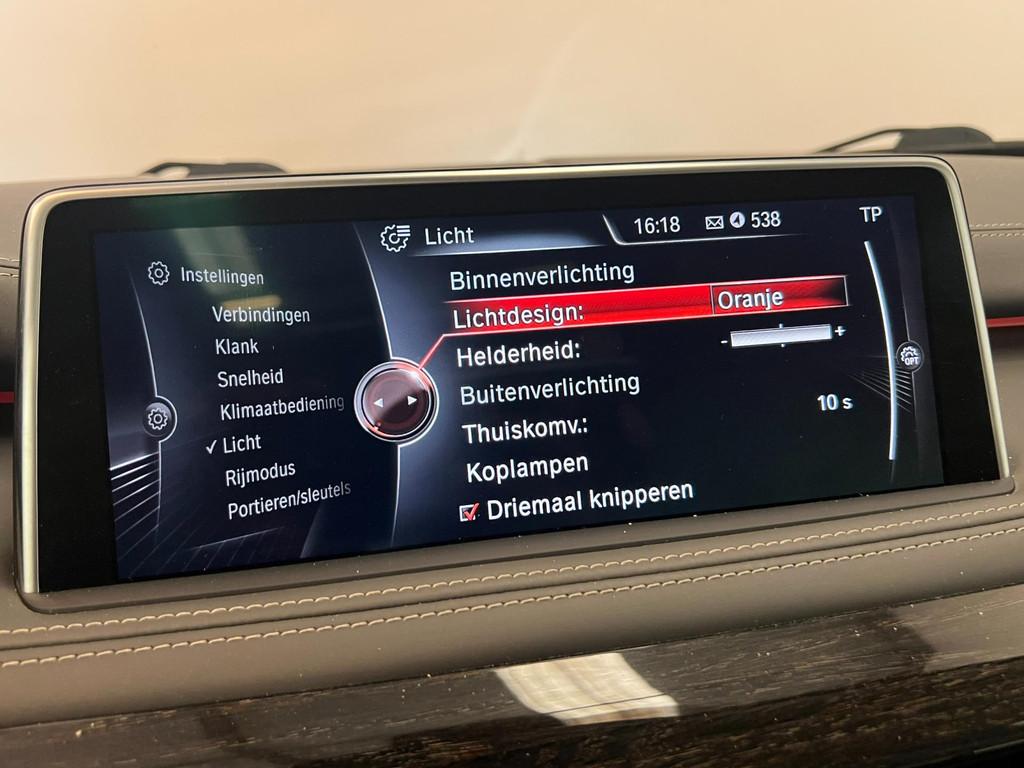 Licht 16:18 538 TP
Instellingen
Verbindingen
Klank
Snelheid
Klimaatbediening
Licht
Rijmodus
Portieren/sleutels
Binnenverlichting
Lichtdesign: Oranje
Helderheid: - +
Buitenverlichting
Thuiskomv.: 10 s
Koplampen
Driemaal knipperen
OPT